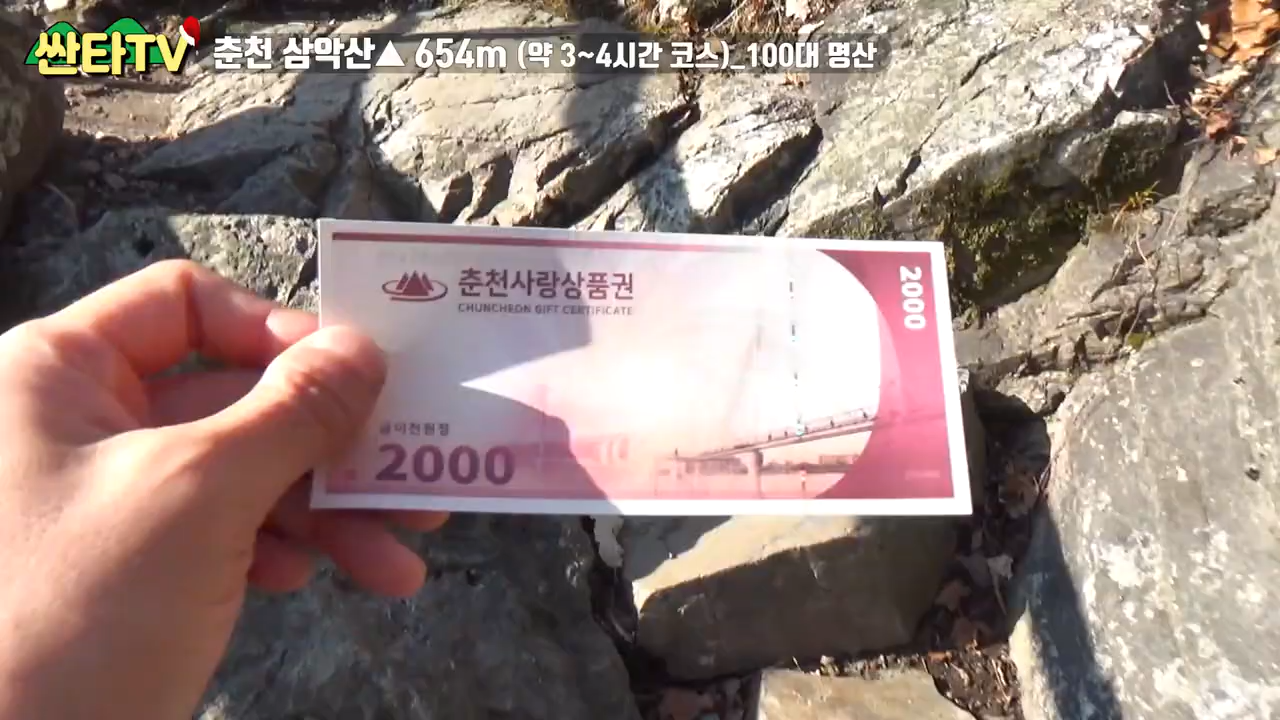 싼타TV
춘천 삼악산▲ 654m (약 3~4시간 코스)_100대 명산
춘천사랑상품권
CHUNCHEON GIFT CERTIFICATE
2000
금이천원정
2000